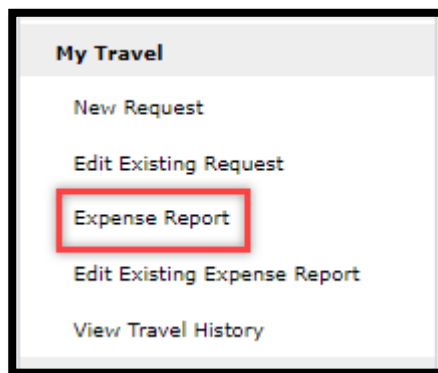 My Travel
New Request
Edit Existing Request
Expense Report
Edit Existing Expense Report
View Travel History